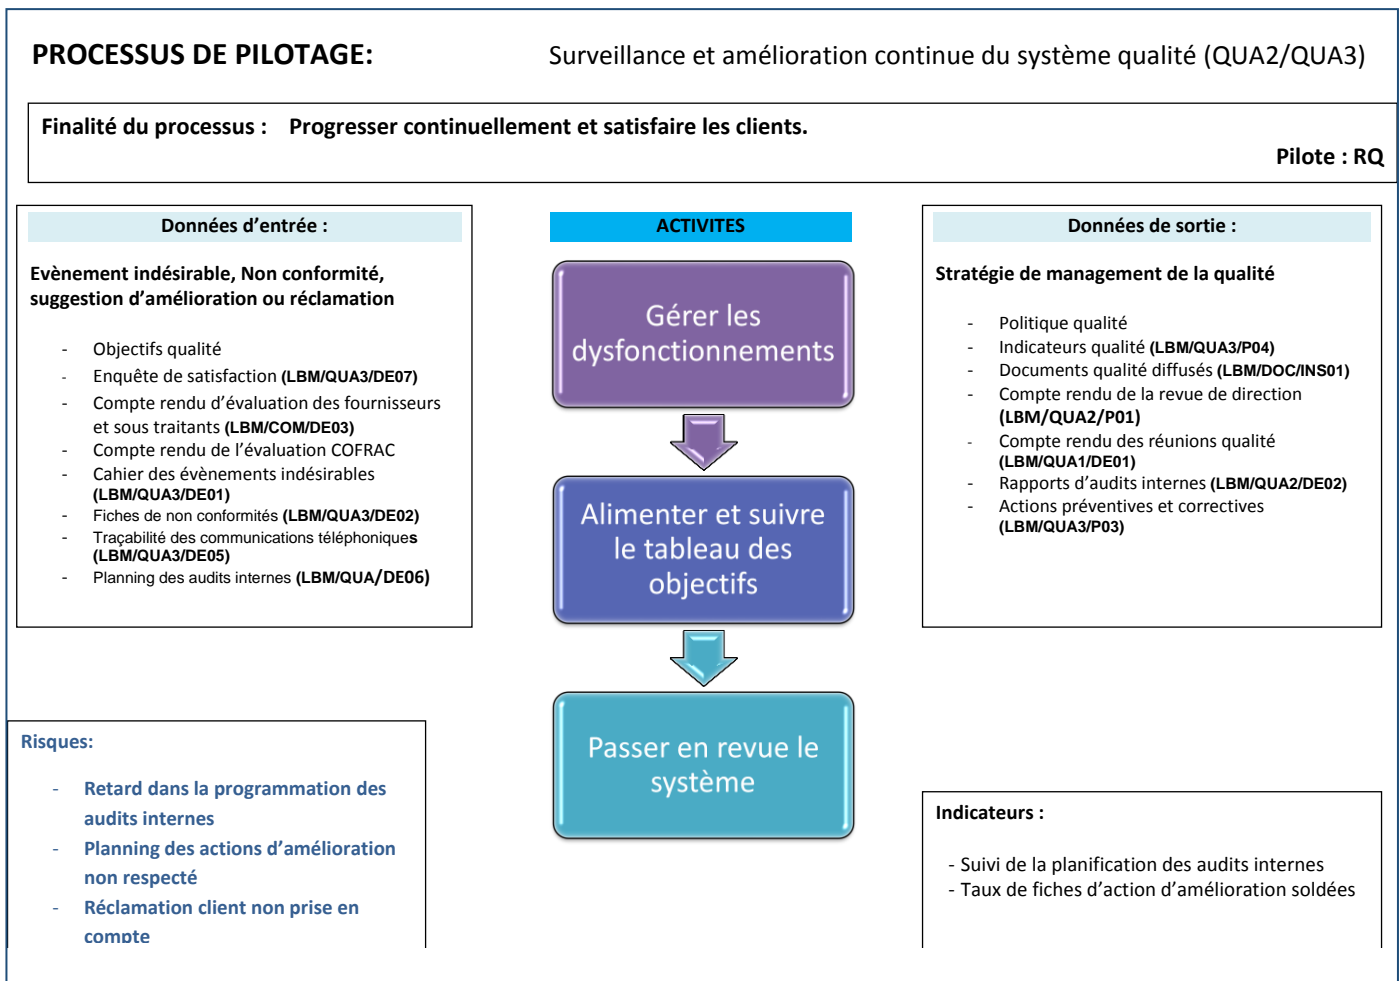 PROCESSUS DE PILOTAGE: Surveillance et amélioration continue du système qualité (QUA2/QUA3)
Finalité du processus : Progresser continuellement et satisfaire les clients.
Pilote : RQ
Données d’entrée :
Evènement indésirable, Non conformité,
suggestion d’amélioration ou réclamation
- Objectifs qualité
- Enquête de satisfaction (LBM/QUA3/DE07)
- Compte rendu d’évaluation des fournisseurs
et sous traitants (LBM/COM/DE03)
- Compte rendu de l’évaluation COFRAC
- Cahier des évènements indésirables
(LBM/QUA3/DE01)
- Fiches de non conformités (LBM/QUA3/DE02)
- Traçabilité des communications téléphoniques
(LBM/QUA3/DE05)
- Planning des audits internes (LBM/QUA/DE06)
ACTIVITES
Gérer les
dysfonctionnements
Alimenter et suivre
le tableau des
objectifs
Passer en revue le
système
Données de sortie :
Stratégie de management de la qualité
- Politique qualité
- Indicateurs qualité (LBM/QUA3/P04)
- Documents qualité diffusés (LBM/DOC/INS01)
- Compte rendu de la revue de direction
(LBM/QUA2/P01)
- Compte rendu des réunions qualité
(LBM/QUA1/DE01)
- Rapports d’audits internes (LBM/QUA2/DE02)
- Actions préventives et correctives
(LBM/QUA3/P03)
Risques:
- Retard dans la programmation des
audits internes
- Planning des actions d’amélioration
non respecté
- Réclamation client non prise en
compte
Indicateurs :
- Suivi de la planification des audits internes
- Taux de fiches d’action d’amélioration soldées